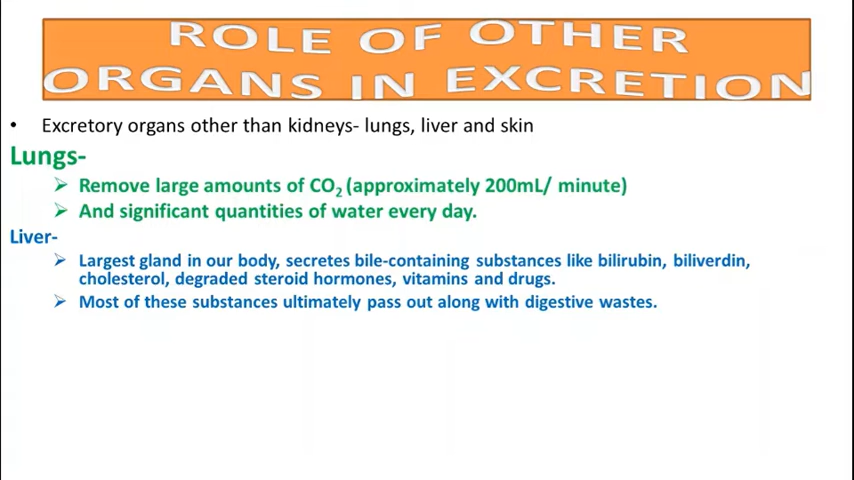 ROLE OF OTHER
ORGANS IN EXCRETION
• Excretory organs other than kidneys- lungs, liver and skin
Lungs-
➢ Remove large amounts of CO₂ (approximately 200mL/ minute)
➢ And significant quantities of water every day.
Liver-
➢ Largest gland in our body, secretes bile-containing substances like bilirubin, biliverdin,
cholesterol, degraded steroid hormones, vitamins and drugs.
➢ Most of these substances ultimately pass out along with digestive wastes.